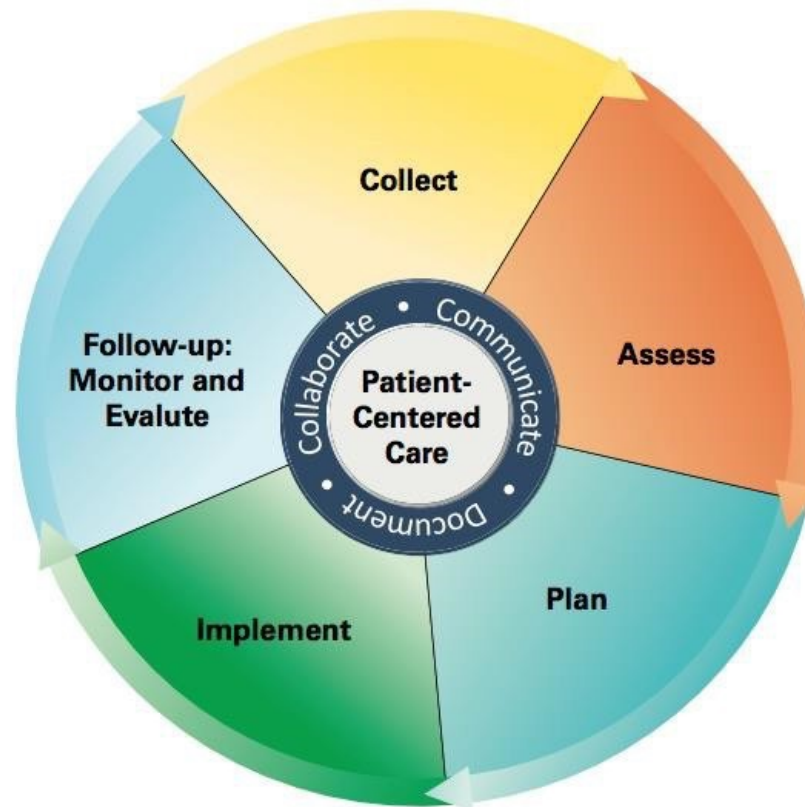 Collect
Assess
Plan
Implement
Follow-up:
Monitor and
Evalute
Collaborate • Communicate • Document •
Patient-
Centered
Care